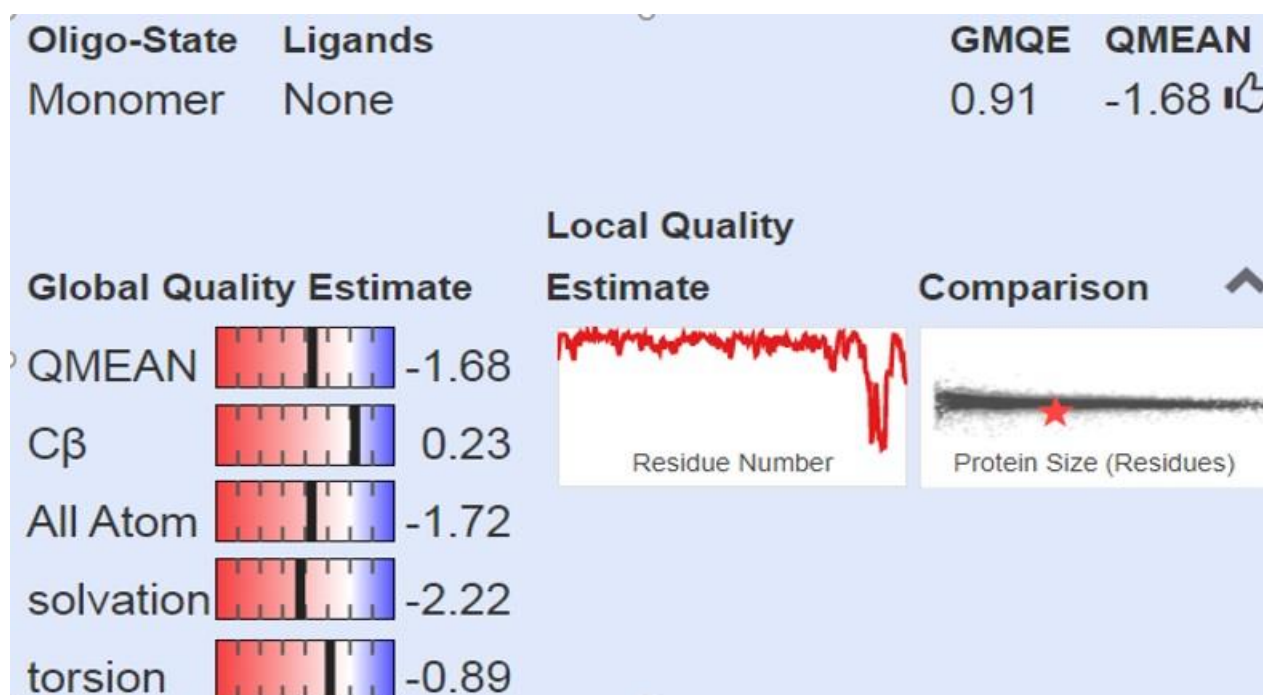 Oligo-State Ligands GMQE QMEAN
Monomer None 0.91 -1.68
Local Quality
Global Quality Estimate Estimate Comparison
QMEAN -1.68
Cβ 0.23
All Atom -1.72
solvation -2.22
torsion -0.89
Residue Number
Protein Size (Residues)